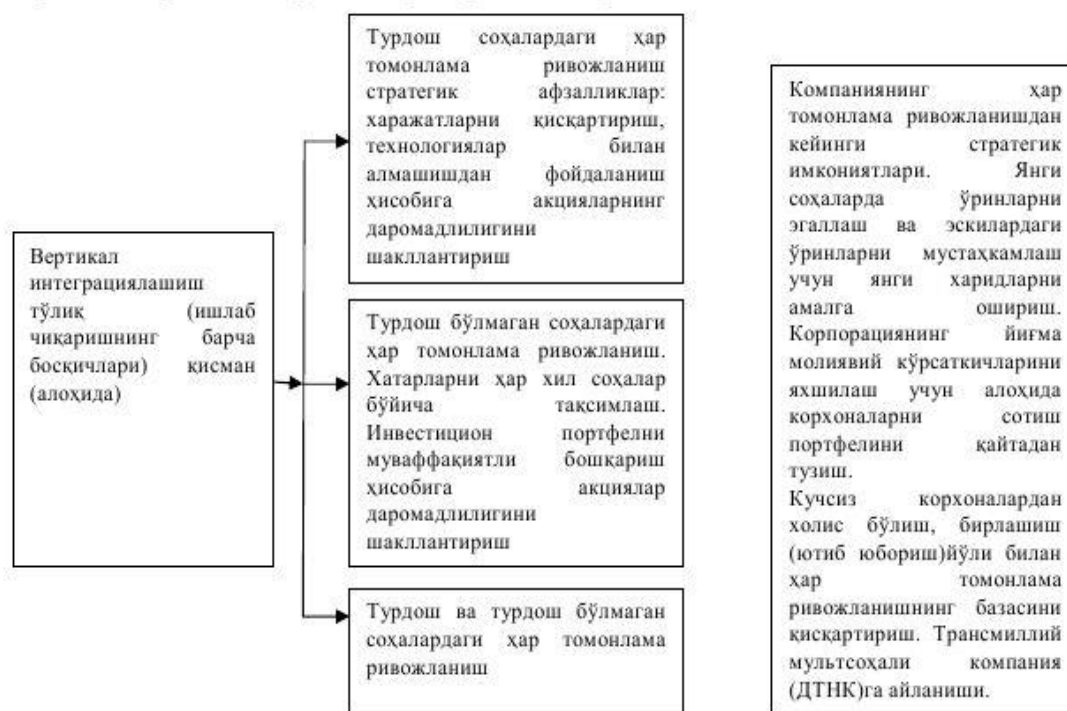 Вертикал
интеграциялашиш
тўлиқ (ишлаб
чиқаришнинг барча
босқичлари) қисман
(алоҳида)
Турдош соҳалардаги ҳар
томонлама ривожланиш
стратегик афзалликлар:
харажатларни қисқартириш,
технологиялар билан
алмашишдан фойдаланиш
ҳисобига акцияларнинг
даромадлилигини
шакллантириш
Турдош бўлмаган соҳалардаги
ҳар томонлама ривожланиш.
Хатарларни ҳар хил соҳалар
бўйича тақсимлаш.
Инвестицион портфелни
муваффақиятли бошқариш
ҳисобига акциялар
даромадлилигини
шакллантириш
Турдош ва турдош бўлмаган
соҳалардаги ҳар томонлама
ривожланиш
Компаниянинг ҳар
томонлама ривожланишдан
кейинги стратегик
имкониятлари. Янги
соҳаларда ўринларни
эгаллаш ва эскилардаги
ўринларни мустаҳкамлаш
учун янги харидларни
амалга ошириш.
Корпорациянинг йиғма
молиявий кўрсаткичларини
яхшилаш учун алоҳида
корхоналарни сотиш
портфелини қайтадан
тузиш.
Кучсиз корхоналардан
холис бўлиш, бирлашиш
(ютиб юбориш)йўли билан
ҳар томонлама
ривожланишнинг базасини
қисқартириш. Трансмиллий
мультсоҳали компания
(ДТНК)га айланиши.